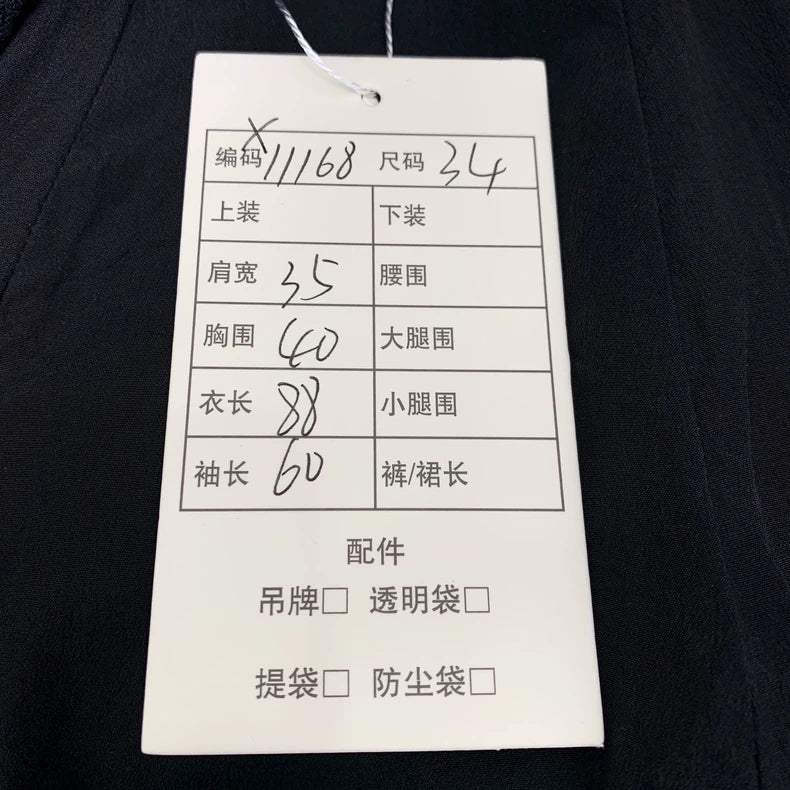 编码 X11168 尺码 34
上装 下装
肩宽 35 腰围
胸围 40 大腿围
衣长 88 小腿围
袖长 60 裤/裙长
配件
吊牌□ 透明袋□
提袋□ 防尘袋□